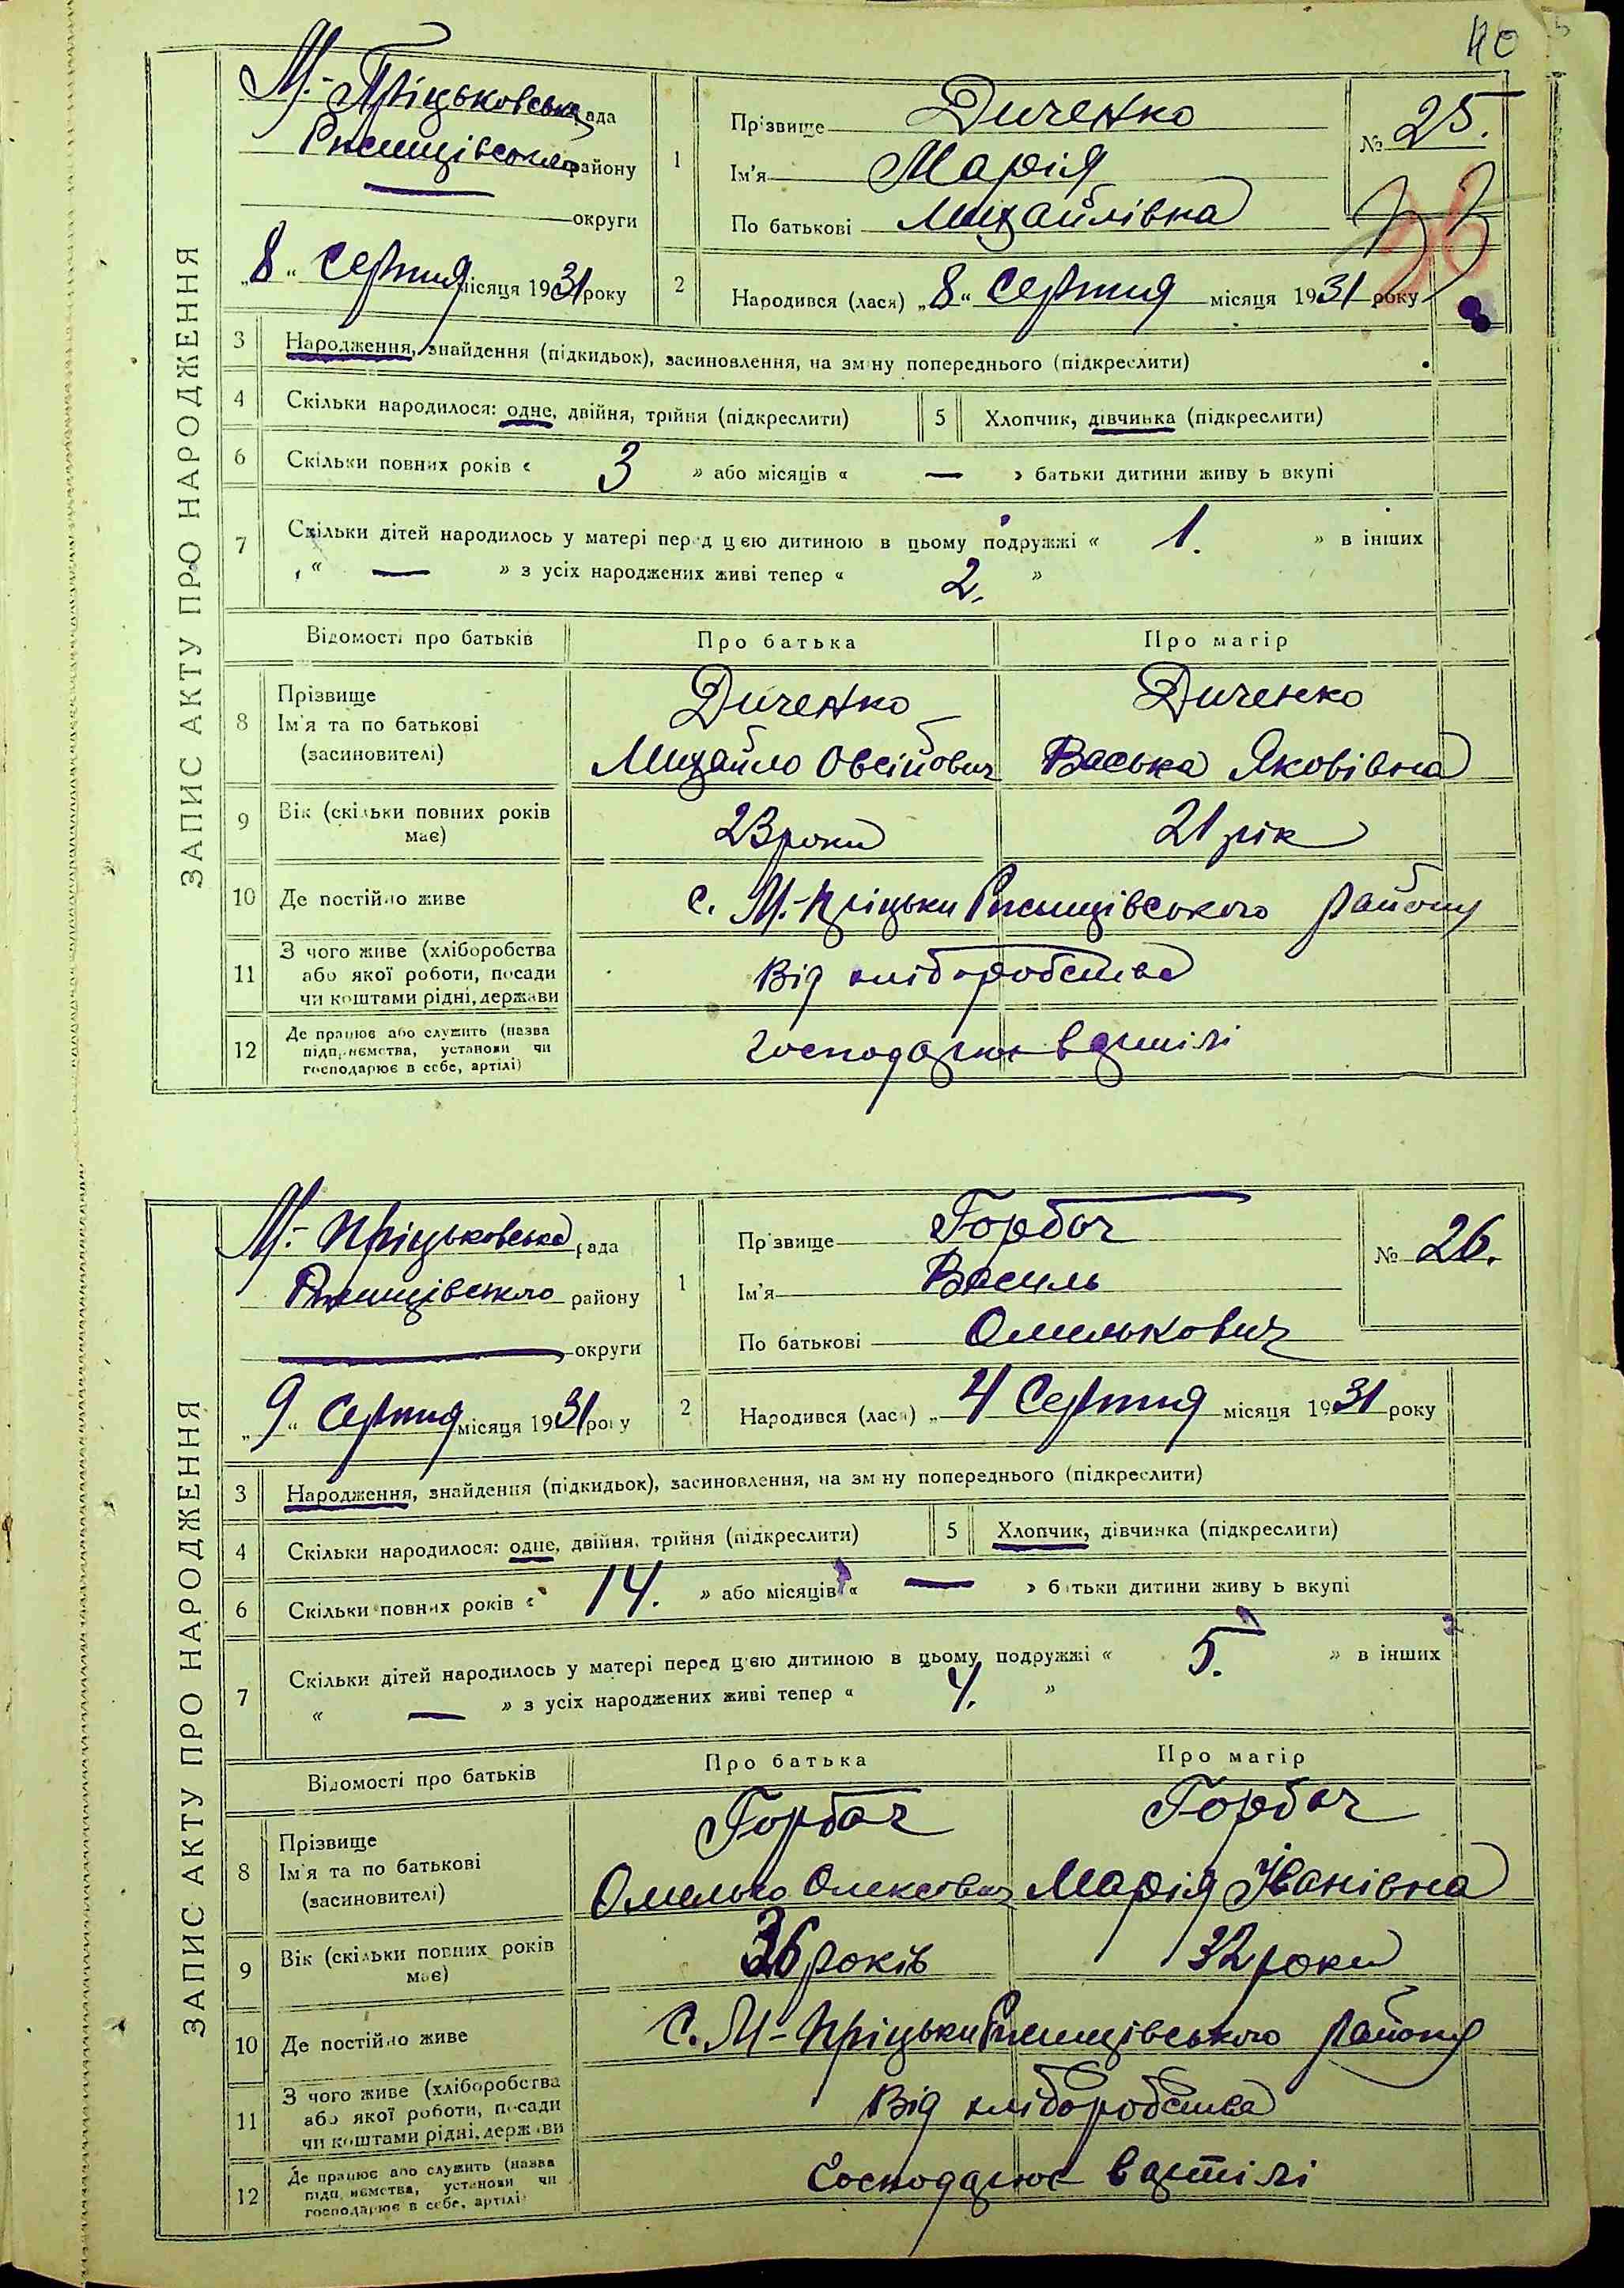 ЗАПИС АКТУ ПРО НАРОДЖЕННЯ
М.-Пріцьковська рада
Ржищівського району
округи
„8“ Серпня місяця 1931 року
1
Прізвище Диченко
Ім'я Марія
По батькові Михайлівна
№ 25.
2
Народився (лася) „8“ Серпня місяця 1931 року
3 Народження, знайдення (підкидьок), засиновлення, на зміну попереднього (підкреслити)
4 Скільки народилося: одне, двійня, трійня (підкреслити)
5 Хлопчик, дівчинка (підкреслити)
6 Скільки повних років « 3 » або місяців « — » батьки дитини живуть вкупі
7 Скільки дітей народилось у матері перед цією дитиною в цьому подружжі « 1. » в інших
« — » з усіх народжених живі тепер « 2. »
Відомості про батьків Про батька Про матір
8 Прізвище
Ім'я та по батькові
(засиновителі)
Диченко
Михайло Овсійович
Диченко
Васька Яковівна
9 Вік (скільки повних років має)
23 роки
21 рік
10 Де постійно живе
с. М.-Пріцьки Ржищівського району
11 З чого живе (хліборобства
або якої роботи, посади
чи коштами рідні, держави
Від хліборобства
12 Де працює або служить (назва
підприємства, установи чи
господарює в себе, артілі)
господарює в артілі
ЗАПИС АКТУ ПРО НАРОДЖЕННЯ
М.-Пріцьковська рада
Ржищівського району
округи
„9“ Серпня місяця 1931 року
1
Прізвище Горбач
Ім'я Василь
По батькові Омелькович
№ 26.
2
Народився (лася) „4 Серпня місяця 1931 року
3 Народження, знайдення (підкидьок), засиновлення, на зміну попереднього (підкреслити)
4 Скільки народилося: одне, двійня, трійня (підкреслити)
5 Хлопчик, дівчинка (підкреслити)
6 Скільки повних років « 14. » або місяців « — » батьки дитини живуть вкупі
7 Скільки дітей народилось у матері перед цією дитиною в цьому подружжі « 5. » в інших
« — » з усіх народжених живі тепер « 4. »
Відомості про батьків Про батька Про матір
8 Прізвище
Ім'я та по батькові
(засиновителі)
Горбач
Омелько Олексович
Горбач
Марія Іванівна
9 Вік (скільки повних років має)
36 років
32 роки
10 Де постійно живе
С. М-Пріцьки Ржищівського району
11 З чого живе (хліборобства
або якої роботи, посади
чи коштами рідні, держави
Від хліборобства
12 Де працює або служить (назва
підприємства, установи чи
господарює в себе, артілі)
Господарює в артілі